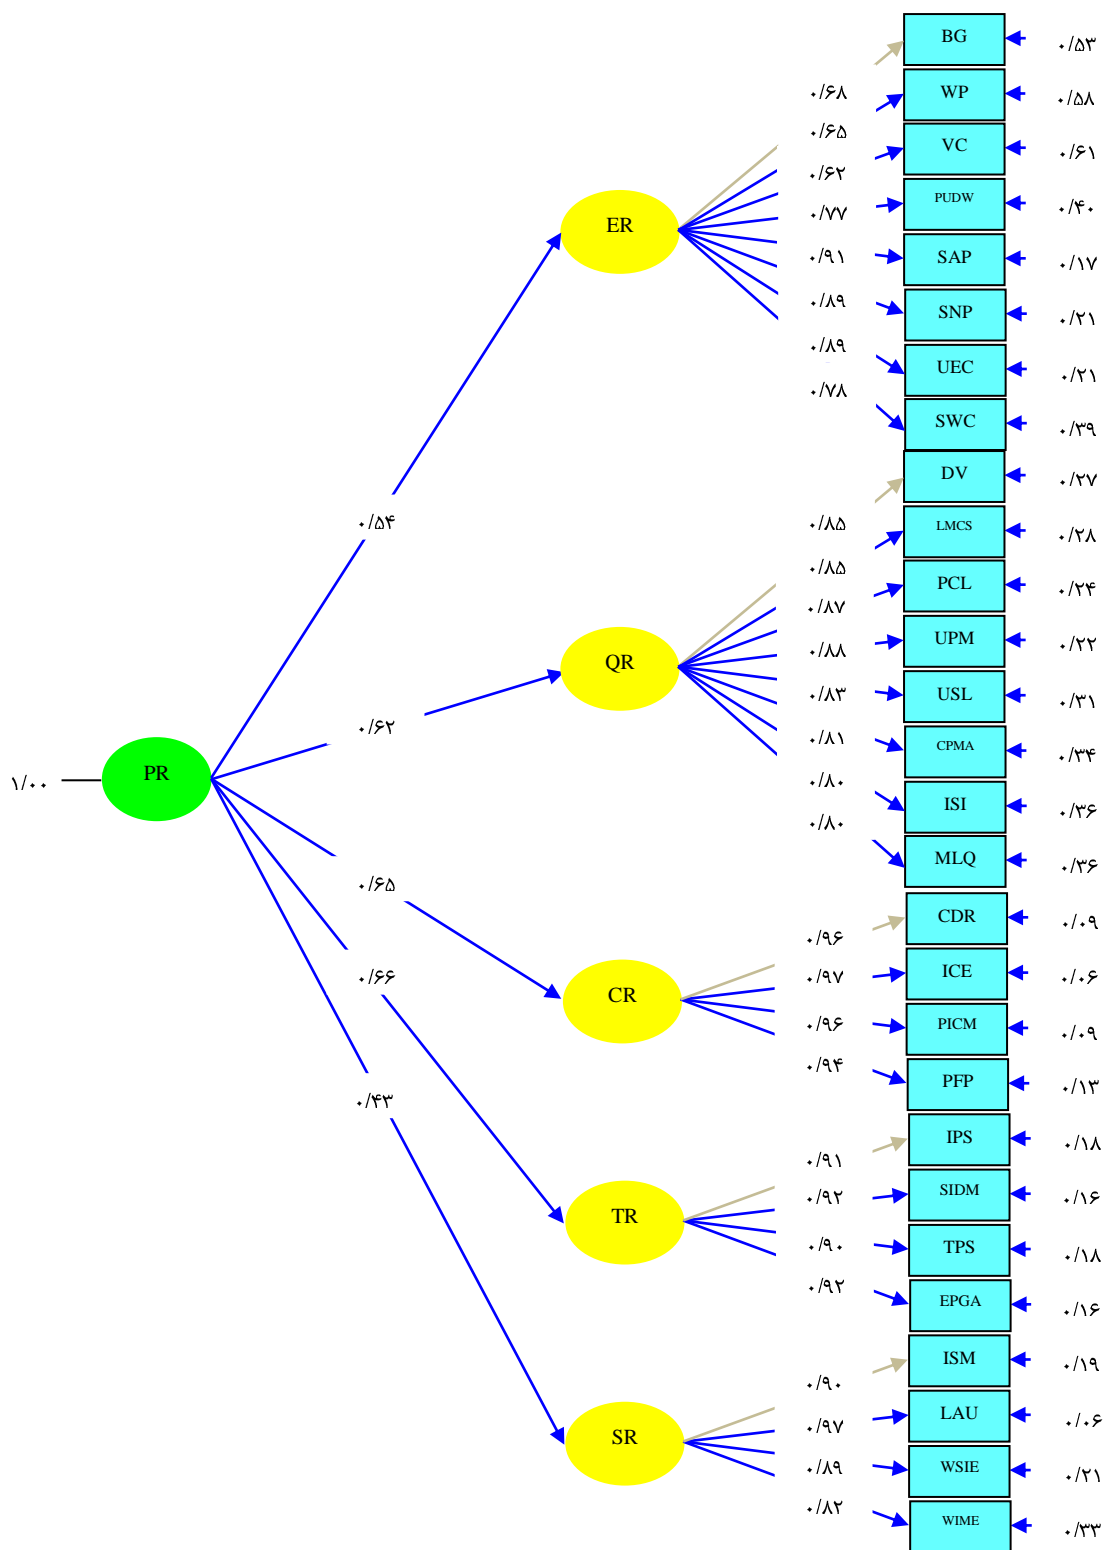 BG ۰/۵۳
۰/۶۸
WP ۰/۵۸
۰/۶۵
VC ۰/۶۱
۰/۶۲
PUDW ۰/۴۰
۰/۷۷
ER
SAP ۰/۱۷
۰/۹۱
SNP ۰/۲۱
۰/۸۹
UEC ۰/۲۱
۰/۸۹
۰/۷۸
SWC ۰/۳۹
DV ۰/۲۷
۰/۵۴
۰/۸۵
LMCS ۰/۲۸
۰/۸۵
PCL ۰/۲۴
۰/۸۷
UPM ۰/۲۲
۰/۸۸
QR
USL ۰/۳۱
۰/۸۳
۰/۶۲
۰/۸۱
CPMA ۰/۳۴
۱/۰۰ PR
۰/۸۰
ISI ۰/۳۶
۰/۸۰
MLQ ۰/۳۶
۰/۶۵
CDR ۰/۰۹
۰/۹۶
ICE ۰/۰۶
۰/۶۶
۰/۹۷
CR
PICM ۰/۰۹
۰/۹۶
۰/۹۴
PFP ۰/۱۳
۰/۴۳
IPS ۰/۱۸
۰/۹۱
SIDM ۰/۱۶
۰/۹۲
TR
TPS ۰/۱۸
۰/۹۰
۰/۹۲
EPGA ۰/۱۶
ISM ۰/۱۹
۰/۹۰
LAU ۰/۰۶
۰/۹۷
SR
WSIE ۰/۲۱
۰/۸۹
۰/۸۲
WIME ۰/۳۳